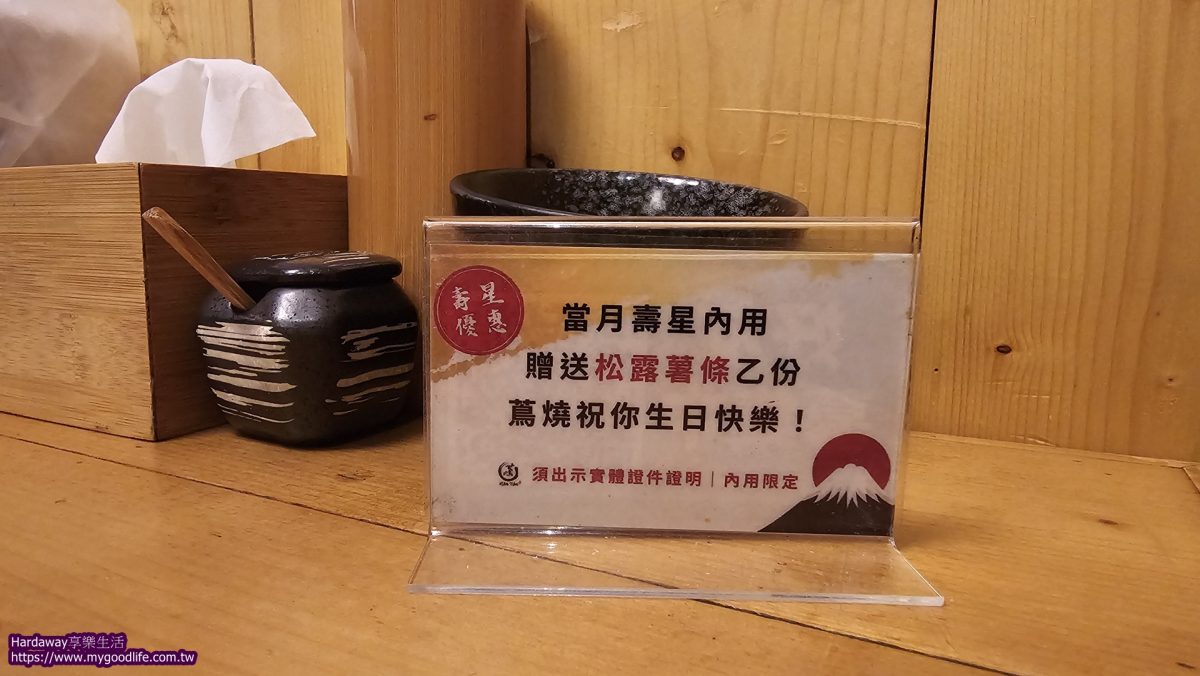 壽星優惠
當月壽星內用
贈送松露薯條乙份
蔦燒祝你生日快樂！
須出示實體證件證明｜內用限定
Hardaway享樂生活
https://www.mygoodlife.com.tw